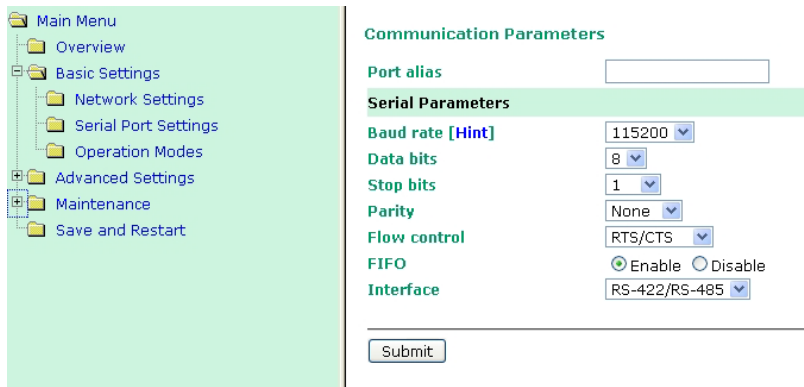 Main Menu
Overview
Basic Settings
Network Settings
Serial Port Settings
Operation Modes
Advanced Settings
Maintenance
Save and Restart
Communication Parameters
Port alias
Serial Parameters
Baud rate [Hint] 115200
Data bits 8
Stop bits 1
Parity None
Flow control RTS/CTS
FIFO Enable Disable
Interface RS-422/RS-485
Submit